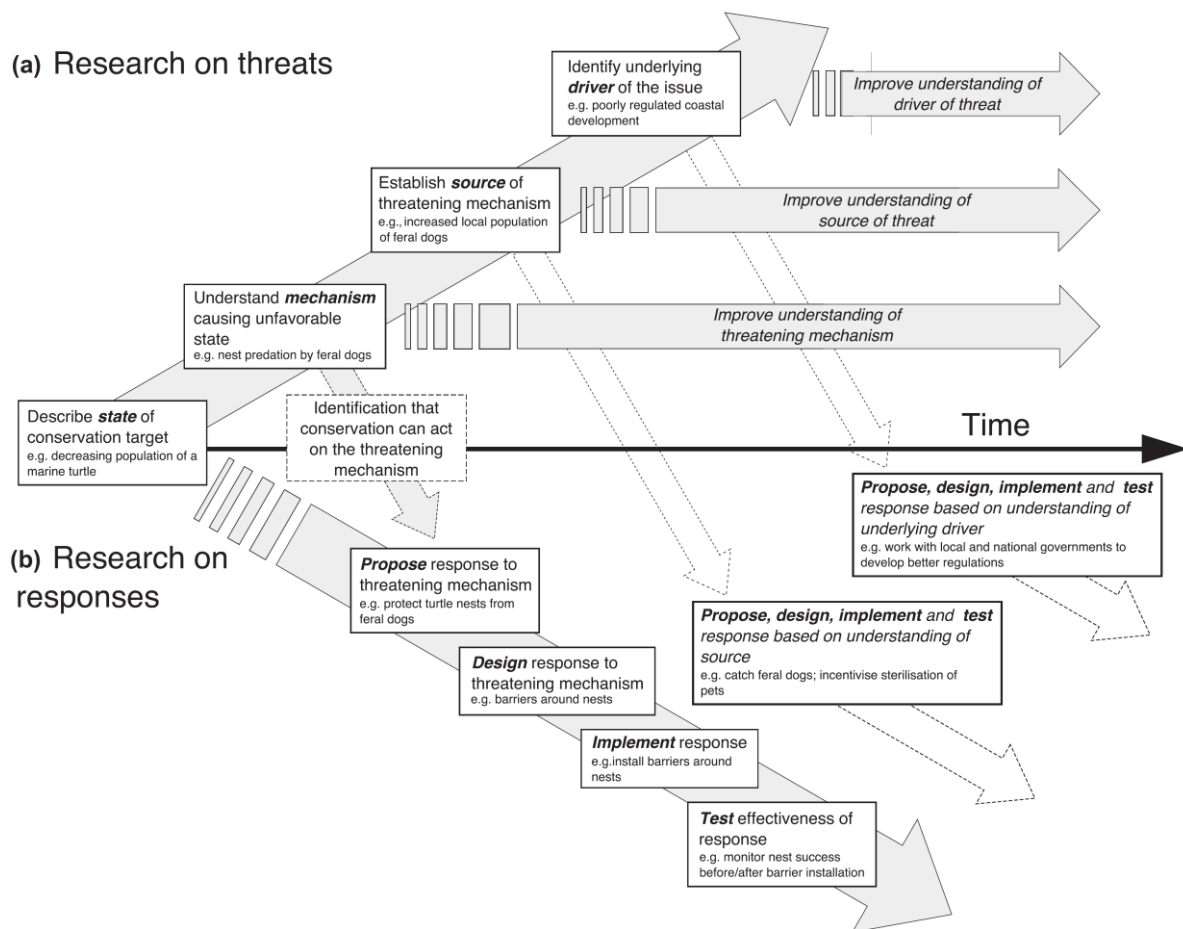 (a) Research on threats
Identify underlying
driver of the issue
e.g. poorly regulated coastal
development
Improve understanding of
driver of threat
Establish source of
threatening mechanism
e.g., increased local population
of feral dogs
Improve understanding of
source of threat
Understand mechanism
causing unfavorable
state
e.g. nest predation by feral dogs
Improve understanding of
threatening mechanism
Describe state of
conservation target
e.g. decreasing population of a
marine turtle
Identification that
conservation can act
on the threatening
mechanism
Time
(b) Research on
responses
Propose response to
threatening mechanism
e.g. protect turtle nests from
feral dogs
Design response to
threatening mechanism
e.g. barriers around nests
Implement response
e.g.install barriers around
nests
Test effectiveness of
response
e.g. monitor nest success
before/after barrier installation
Propose, design, implement and test
response based on understanding of
source
e.g. catch feral dogs; incentivise sterilisation of
pets
Propose, design, implement and test
response based on understanding of
underlying driver
e.g. work with local and national governments to
develop better regulations